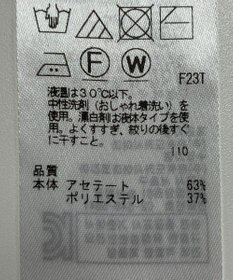 F W
F23T
液温は30℃以下。
中性洗剤(おしゃれ着洗い)を
使用。漂白剤は液体タイプを使
用。よくすすぎ、絞りの後すぐ
に干すこと。
110
品質
本体 アセテート 63%
ポリエステル 37%